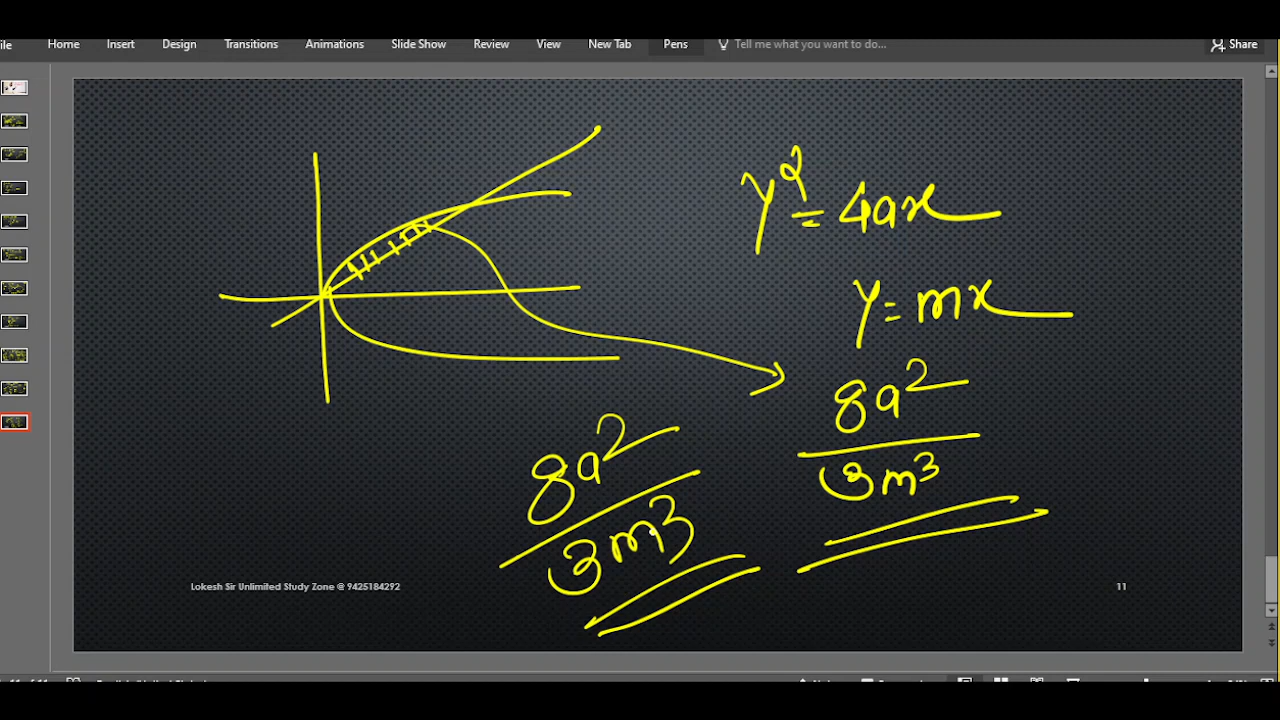 File Home Insert Design Transitions Animations Slide Show Review View New Tab Pens Tell me what you want to do... Share
y² = 4ax
y = mx
8a²
3m³
8a²
3m³
Lokesh Sir Unlimited Study Zone @ 9425184292
11